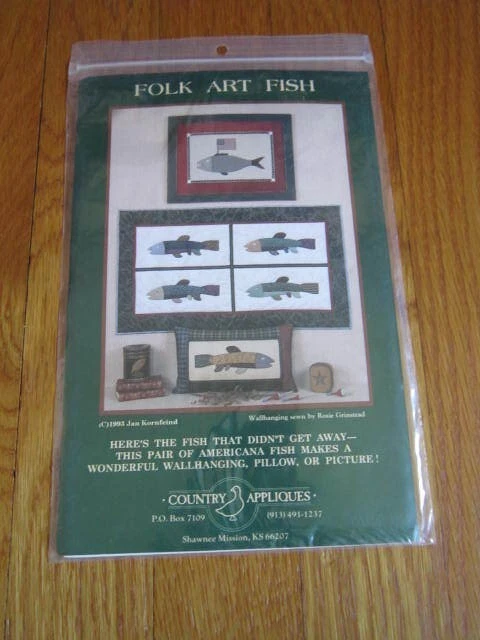 FOLK ART FISH
(C)1993 Jan Kornfeind
Wallhanging sewn by Rosie Grinstead
HERE'S THE FISH THAT DIDN'T GET AWAY—
THIS PAIR OF AMERICANA FISH MAKES A
WONDERFUL WALLHANGING, PILLOW, OR PICTURE!
· COUNTRY APPLIQUES ·
P.O. Box 7109 (913) 491-1237
Shawnee Mission, KS 66207